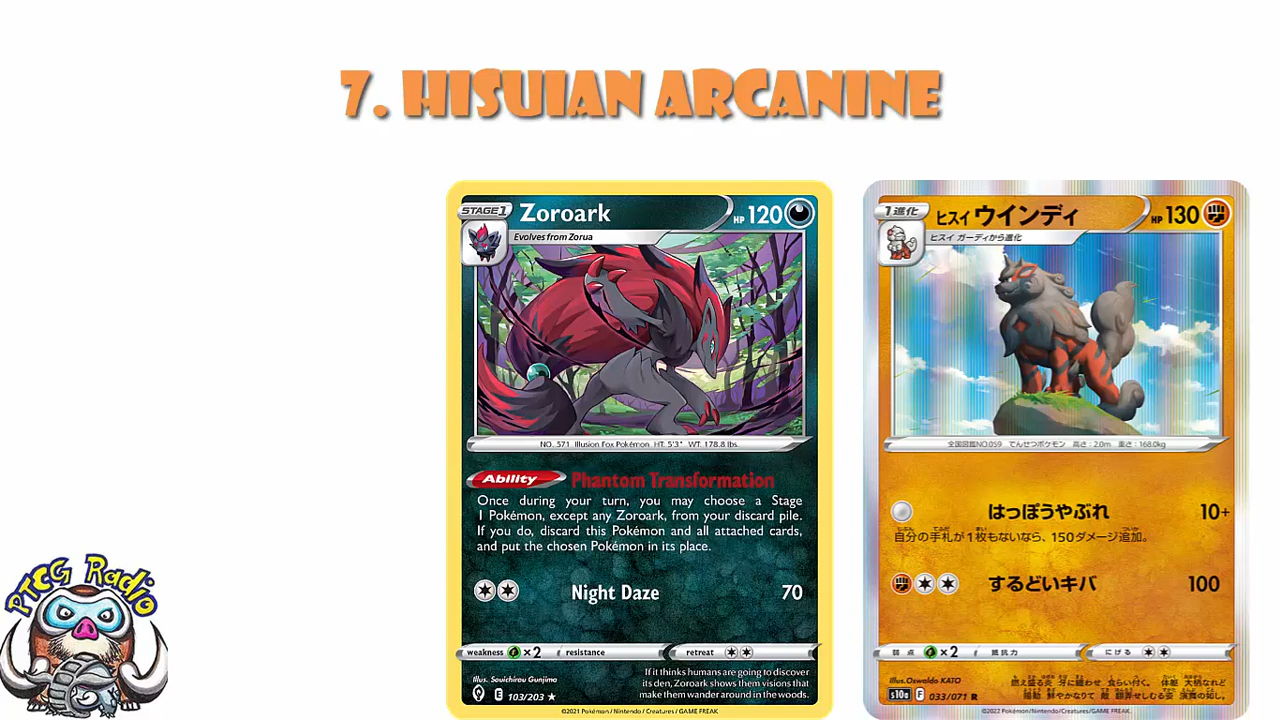 7. HISUIAN ARCANINE
STAGE1
Zoroark
HP 120
Evolves from Zorua
NO. 571 Illusion Fox Pokémon HT: 5'3" WT: 178.8 lbs.
Ability Phantom Transformation
Once during your turn, you may choose a Stage
1 Pokémon, except any Zoroark, from your discard pile.
If you do, discard this Pokémon and all attached cards,
and put the chosen Pokémon in its place.
Night Daze 70
weakness ×2 resistance retreat
Illus. Souichirou Gunjima
If it thinks humans are going to discover
its den, Zoroark shows them visions that
make them wander around in the woods.
E 103/203 ★
©2021 Pokémon / Nintendo / Creatures / GAME FREAK
1進化
ヒスイ ウインディ
HP 130
ヒスイ ガーディから進化
全国図鑑NO.059 でんせつポケモン 高さ：2.0m 重さ：168.0kg
はっぽうやぶれ 10+
自分の手札が1枚もないなら、150ダメージ追加。
するどいキバ 100
弱点 ×2 抵抗力 にげる
Illus.Oswaldo KATO
s10a F 033/071 R
©2022 Pokémon/Nintendo/Creatures/GAME FREAK.
PTCG Radio